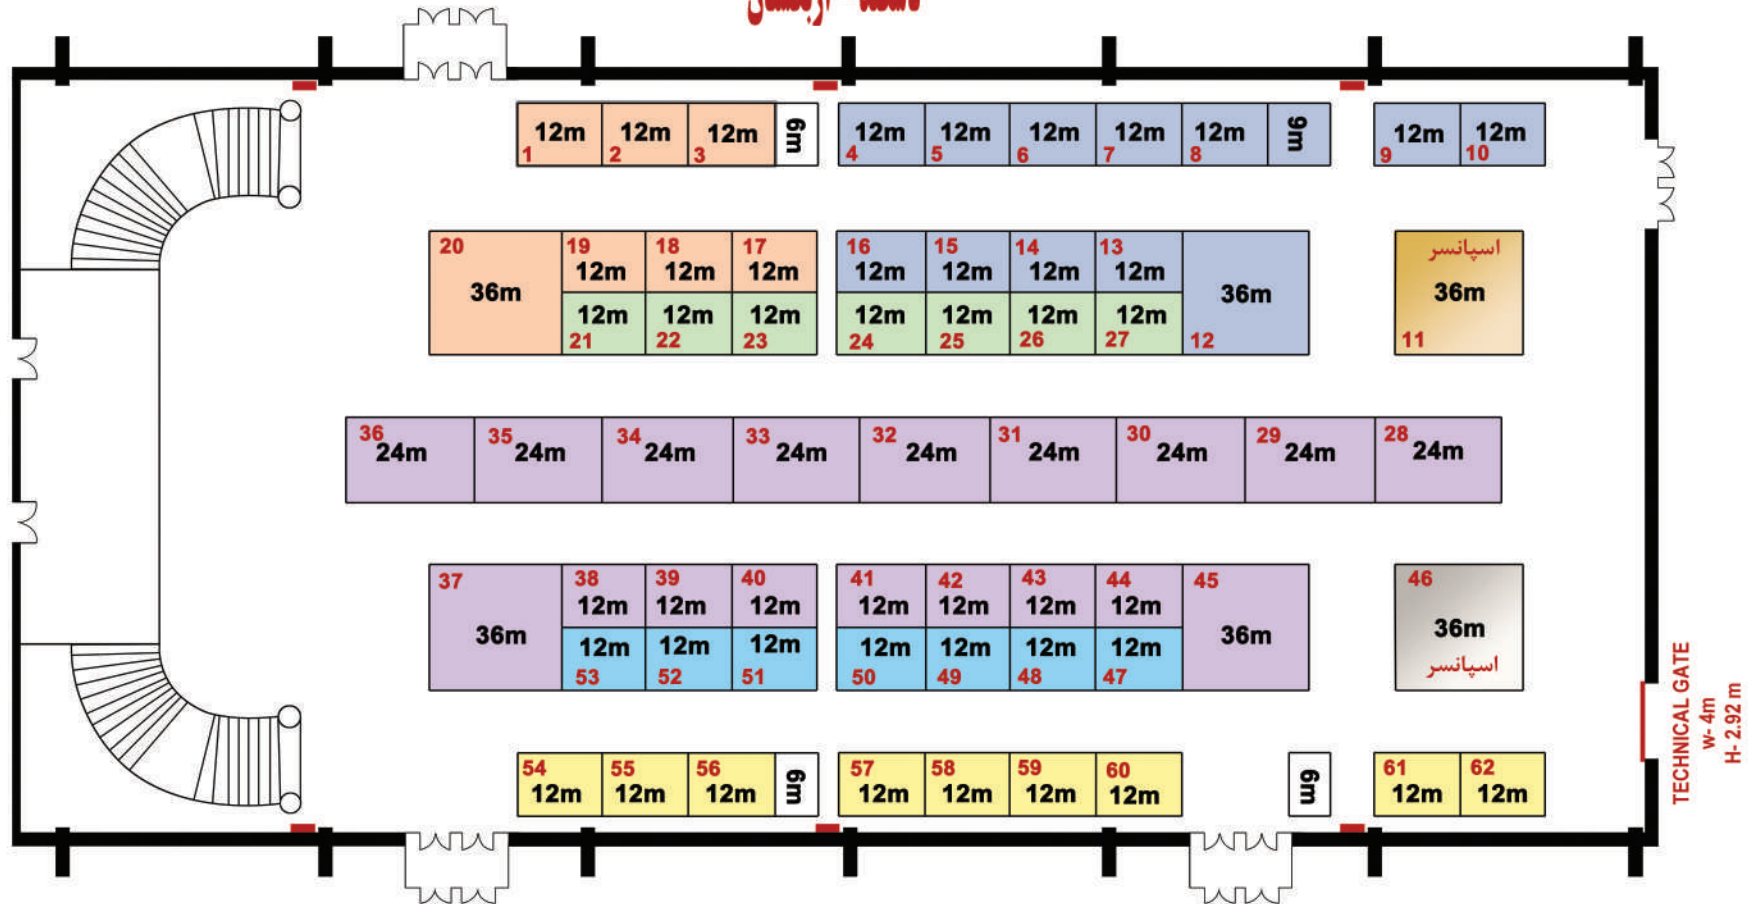 12m 12m 12m 6m 12m 12m 12m 12m 12m 9m 12m 12m
1 2 3 4 5 6 7 8 9 10
20 19 18 17 16 15 14 13 اسپانسر
36m 12m 12m 12m 12m 12m 12m 12m 36m 36m
12m 12m 12m 12m 12m 12m 12m
21 22 23 24 25 26 27 12 11
36 35 34 33 32 31 30 29 28
24m 24m 24m 24m 24m 24m 24m 24m 24m
37 38 39 40 41 42 43 44 45 46
12m 12m 12m 12m 12m 12m 12m
36m 12m 12m 12m 12m 12m 12m 12m 36m 36m
53 52 51 50 49 48 47 اسپانسر
54 55 56 57 58 59 60 61 62
12m 12m 12m 6m 12m 12m 12m 12m 6m 12m 12m
TECHNICAL GATE
w- 4m
H- 2.92 m